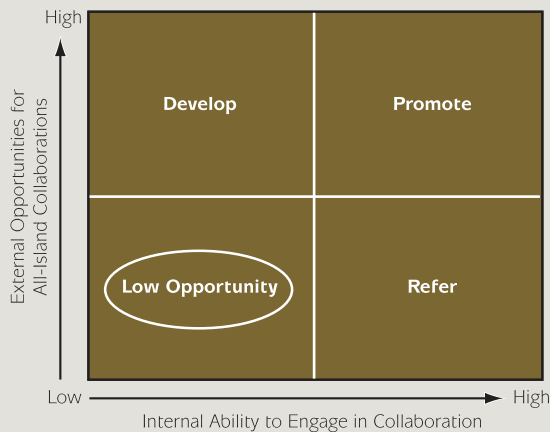 High
External Opportunities for
All-Island Collaborations
Develop
Promote
Low Opportunity
Refer
Low
High
Internal Ability to Engage in Collaboration